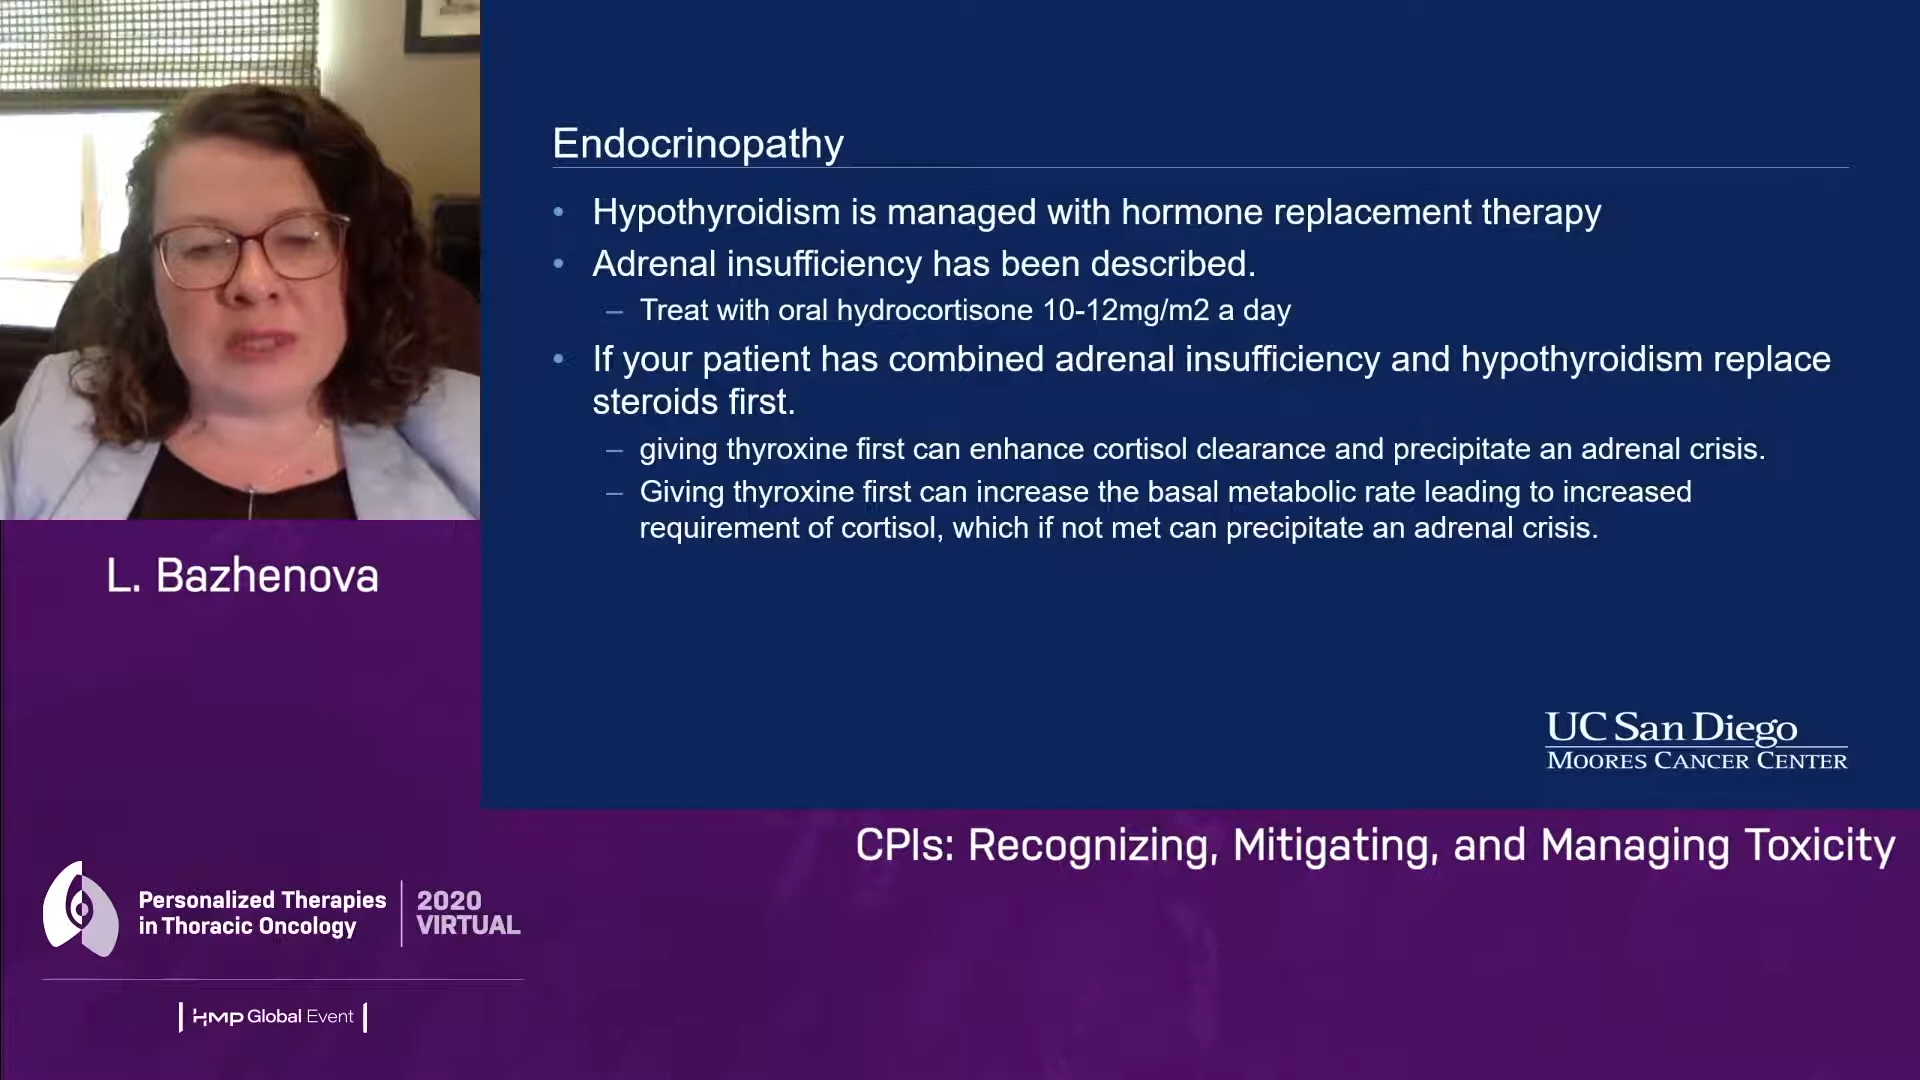 Endocrinopathy
• Hypothyroidism is managed with hormone replacement therapy
• Adrenal insufficiency has been described.
– Treat with oral hydrocortisone 10-12mg/m2 a day
• If your patient has combined adrenal insufficiency and hypothyroidism replace
steroids first.
– giving thyroxine first can enhance cortisol clearance and precipitate an adrenal crisis.
– Giving thyroxine first can increase the basal metabolic rate leading to increased
requirement of cortisol, which if not met can precipitate an adrenal crisis.
L. Bazhenova
UC San Diego
MOORES CANCER CENTER
CPIs: Recognizing, Mitigating, and Managing Toxicity
Personalized Therapies
in Thoracic Oncology
2020
VIRTUAL
HMP Global Event